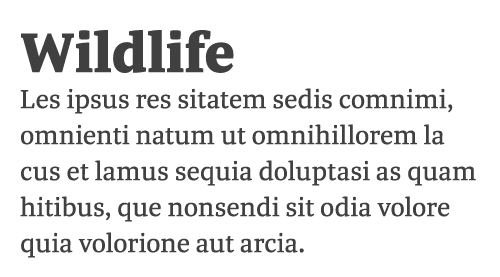 Wildlife
Les ipsus res sitatem sedis comnimi,
omnienti natum ut omnihillorem la
cus et lamus sequia doluptasi as quam
hitibus, que nonsendi sit odia volore
quia volorione aut arcia.